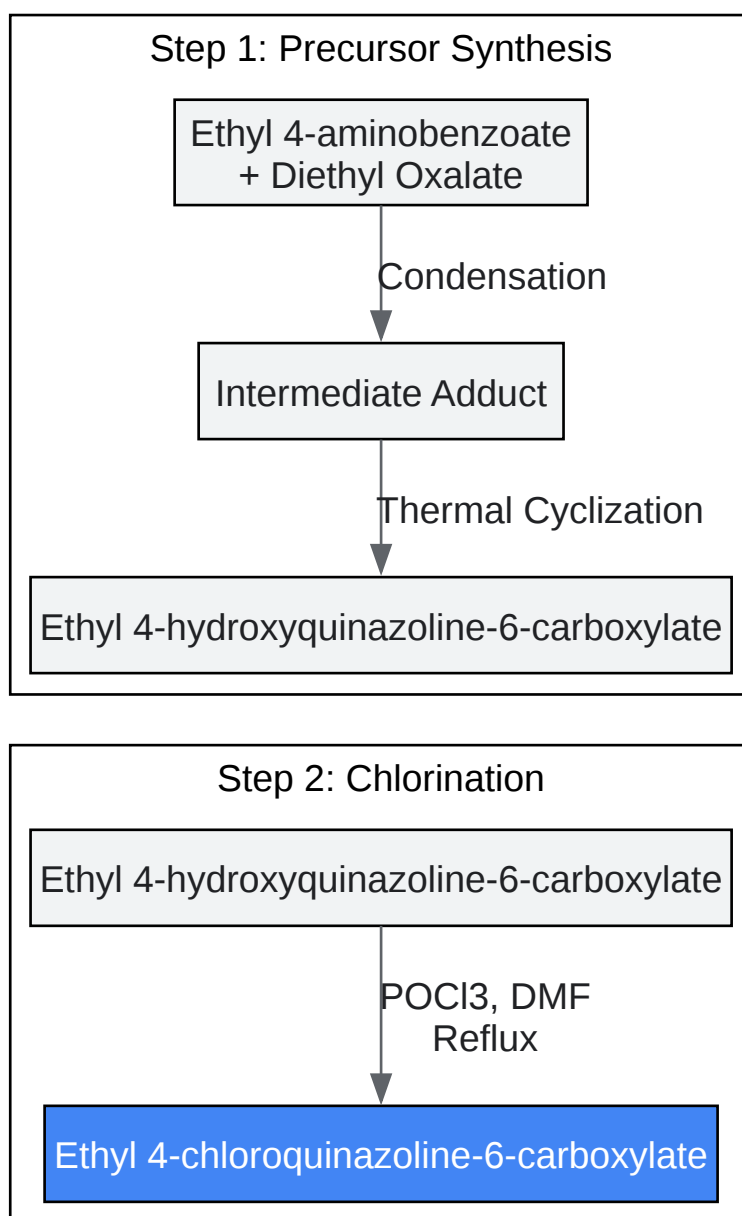 Step 1: Precursor Synthesis
Ethyl 4-aminobenzoate
+ Diethyl Oxalate
Condensation
Intermediate Adduct
Thermal Cyclization
Ethyl 4-hydroxyquinazoline-6-carboxylate
Step 2: Chlorination
Ethyl 4-hydroxyquinazoline-6-carboxylate
POCl3, DMF
Reflux
Ethyl 4-chloroquinazoline-6-carboxylate